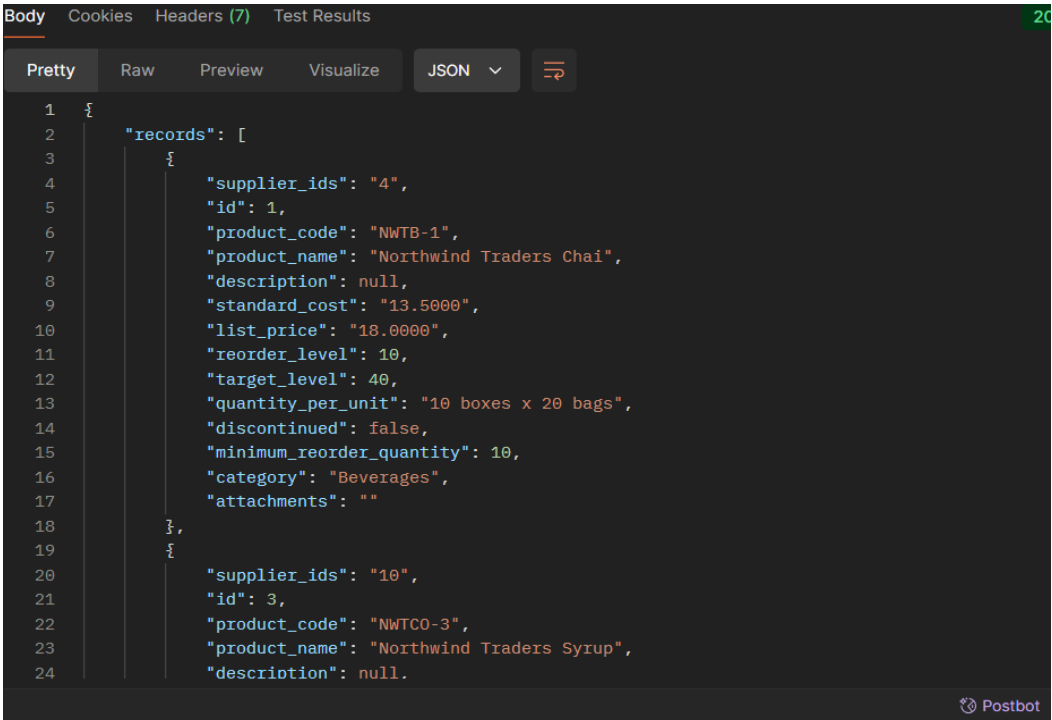 Body Cookies Headers (7) Test Results 20
Pretty Raw Preview Visualize JSON
1 {
2 "records": [
3 {
4 "supplier_ids": "4",
5 "id": 1,
6 "product_code": "NWTB-1",
7 "product_name": "Northwind Traders Chai",
8 "description": null,
9 "standard_cost": "13.5000",
10 "list_price": "18.0000",
11 "reorder_level": 10,
12 "target_level": 40,
13 "quantity_per_unit": "10 boxes x 20 bags",
14 "discontinued": false,
15 "minimum_reorder_quantity": 10,
16 "category": "Beverages",
17 "attachments": ""
18 },
19 {
20 "supplier_ids": "10",
21 "id": 3,
22 "product_code": "NWTCO-3",
23 "product_name": "Northwind Traders Syrup",
24 "description": null,
Postbot